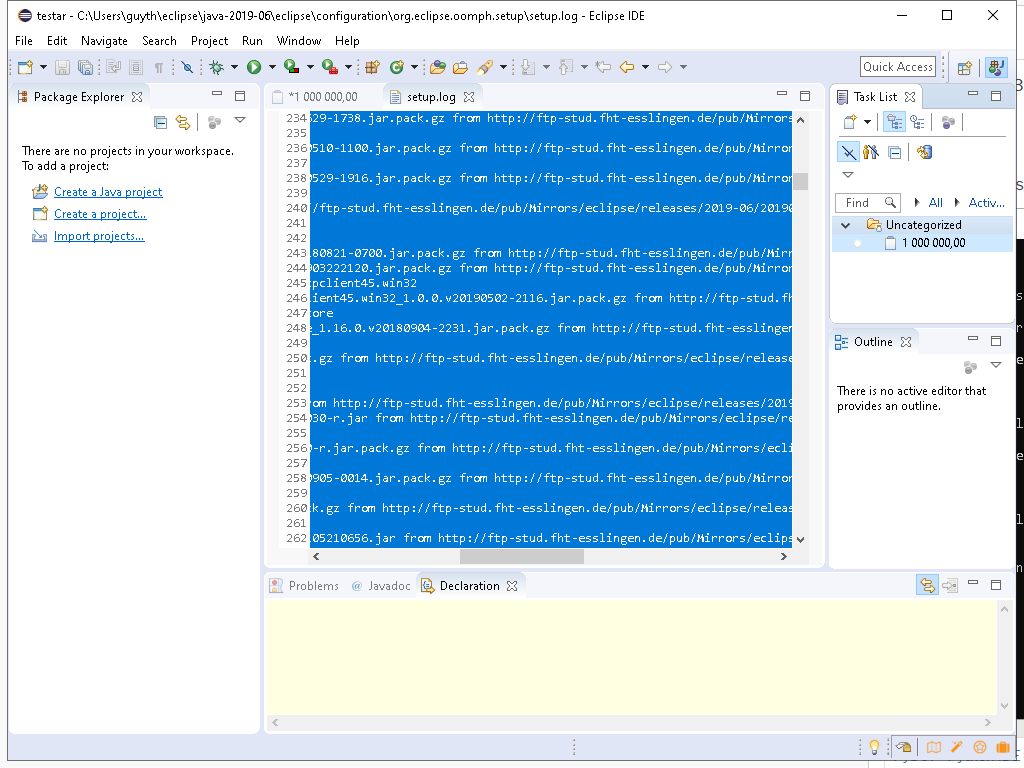 testar - C:\Users\guyth\eclipse\java-2019-06\eclipse\configuration\org.eclipse.oomph.setup\setup.log - Eclipse IDE
File Edit Navigate Search Project Run Window Help
Quick Access
Package Explorer
There are no projects in your workspace.
To add a project:
Create a Java project
Create a project...
Import projects...
*1 000 000,00
setup.log
234 529-1738.jar.pack.gz from http://ftp-stud.fht-esslingen.de/pub/Mirrors
235
236 0510-1100.jar.pack.gz from http://ftp-stud.fht-esslingen.de/pub/Mirror
237
238 0529-1916.jar.pack.gz from http://ftp-stud.fht-esslingen.de/pub/Mirror
239
240 //ftp-stud.fht-esslingen.de/pub/Mirrors/eclipse/releases/2019-06/20190
241
242
243 180821-0700.jar.pack.gz from http://ftp-stud.fht-esslingen.de/pub/Mirr
244 903222120.jar.pack.gz from http://ftp-stud.fht-esslingen.de/pub/Mirror
245 pclient45.win32
246 ient45.win32_1.0.0.v20190502-2116.jar.pack.gz from http://ftp-stud.fh
247 ore
248 e_1.16.0.v20180904-2231.jar.pack.gz from http://ftp-stud.fht-esslingen
249
250 .gz from http://ftp-stud.fht-esslingen.de/pub/Mirrors/eclipse/release
251
252
253 om http://ftp-stud.fht-esslingen.de/pub/Mirrors/eclipse/releases/2019
254 030-r.jar from http://ftp-stud.fht-esslingen.de/pub/Mirrors/eclipse/re
255
256 -r.jar.pack.gz from http://ftp-stud.fht-esslingen.de/pub/Mirrors/ecli
257
258 0905-0014.jar.pack.gz from http://ftp-stud.fht-esslingen.de/pub/Mirror
259
260 k.gz from http://ftp-stud.fht-esslingen.de/pub/Mirrors/eclipse/releas
261
262 105210656.jar from http://ftp-stud.fht-esslingen.de/pub/Mirrors/eclips
Task List
Find All Activ...
Uncategorized
1 000 000,00
Outline
There is no active editor that
provides an outline.
Problems @ Javadoc Declaration